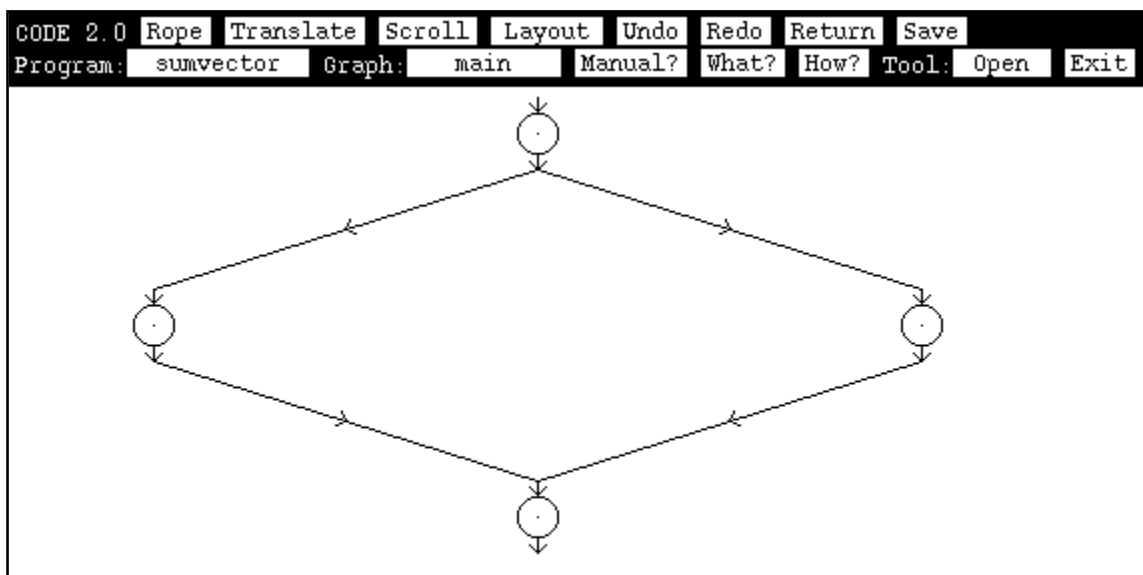 CODE 2.0 Rope Translate Scroll Layout Undo Redo Return Save
Program: sumvector Graph: main Manual? What? How? Tool: Open Exit